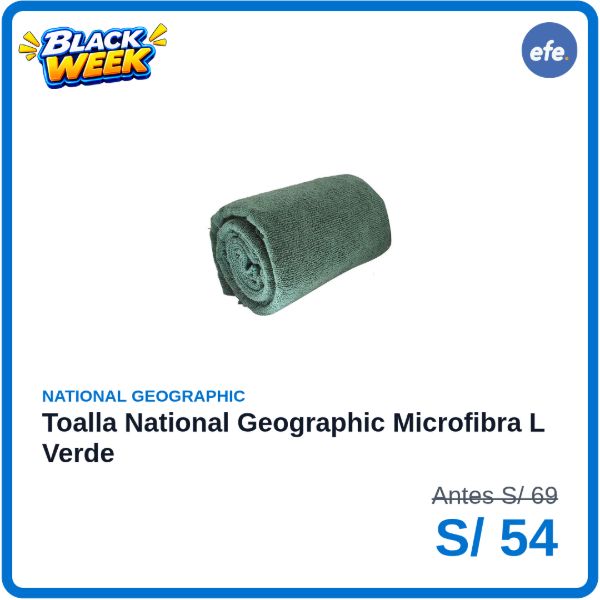 BLACK
WEEK
efe.
NATIONAL GEOGRAPHIC
Toalla National Geographic Microfibra L
Verde
Antes S/ 69
S/ 54